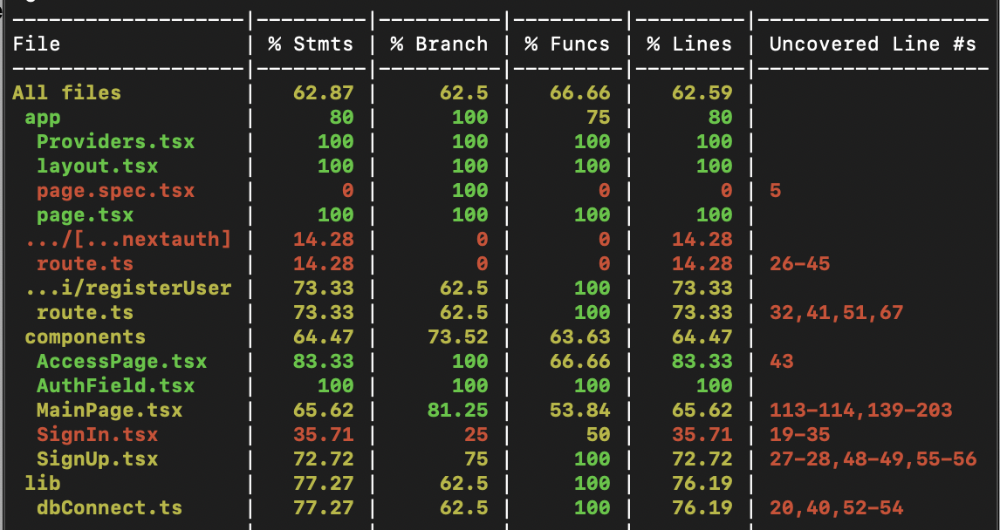 --------------------|---------|----------|---------|---------|-------------------
File                | % Stmts | % Branch | % Funcs | % Lines | Uncovered Line #s
--------------------|---------|----------|---------|---------|-------------------
All files           |   62.87 |     62.5 |   66.66 |   62.59 |
 app                |      80 |      100 |      75 |      80 |
  Providers.tsx     |     100 |      100 |     100 |     100 |
  layout.tsx        |     100 |      100 |     100 |     100 |
  page.spec.tsx     |       0 |      100 |       0 |       0 | 5
  page.tsx          |     100 |      100 |     100 |     100 |
 .../[...nextauth]  |   14.28 |        0 |       0 |   14.28 |
  route.ts          |   14.28 |        0 |       0 |   14.28 | 26-45
 ...i/registerUser  |   73.33 |     62.5 |     100 |   73.33 |
  route.ts          |   73.33 |     62.5 |     100 |   73.33 | 32,41,51,67
 components         |   64.47 |    73.52 |   63.63 |   64.47 |
  AccessPage.tsx    |   83.33 |      100 |   66.66 |   83.33 | 43
  AuthField.tsx     |     100 |      100 |     100 |     100 |
  MainPage.tsx      |   65.62 |    81.25 |   53.84 |   65.62 | 113-114,139-203
  SignIn.tsx        |   35.71 |       25 |      50 |   35.71 | 19-35
  SignUp.tsx        |   72.72 |       75 |     100 |   72.72 | 27-28,48-49,55-56
 lib                |   77.27 |     62.5 |     100 |   76.19 |
  dbConnect.ts      |   77.27 |     62.5 |     100 |   76.19 | 20,40,52-54